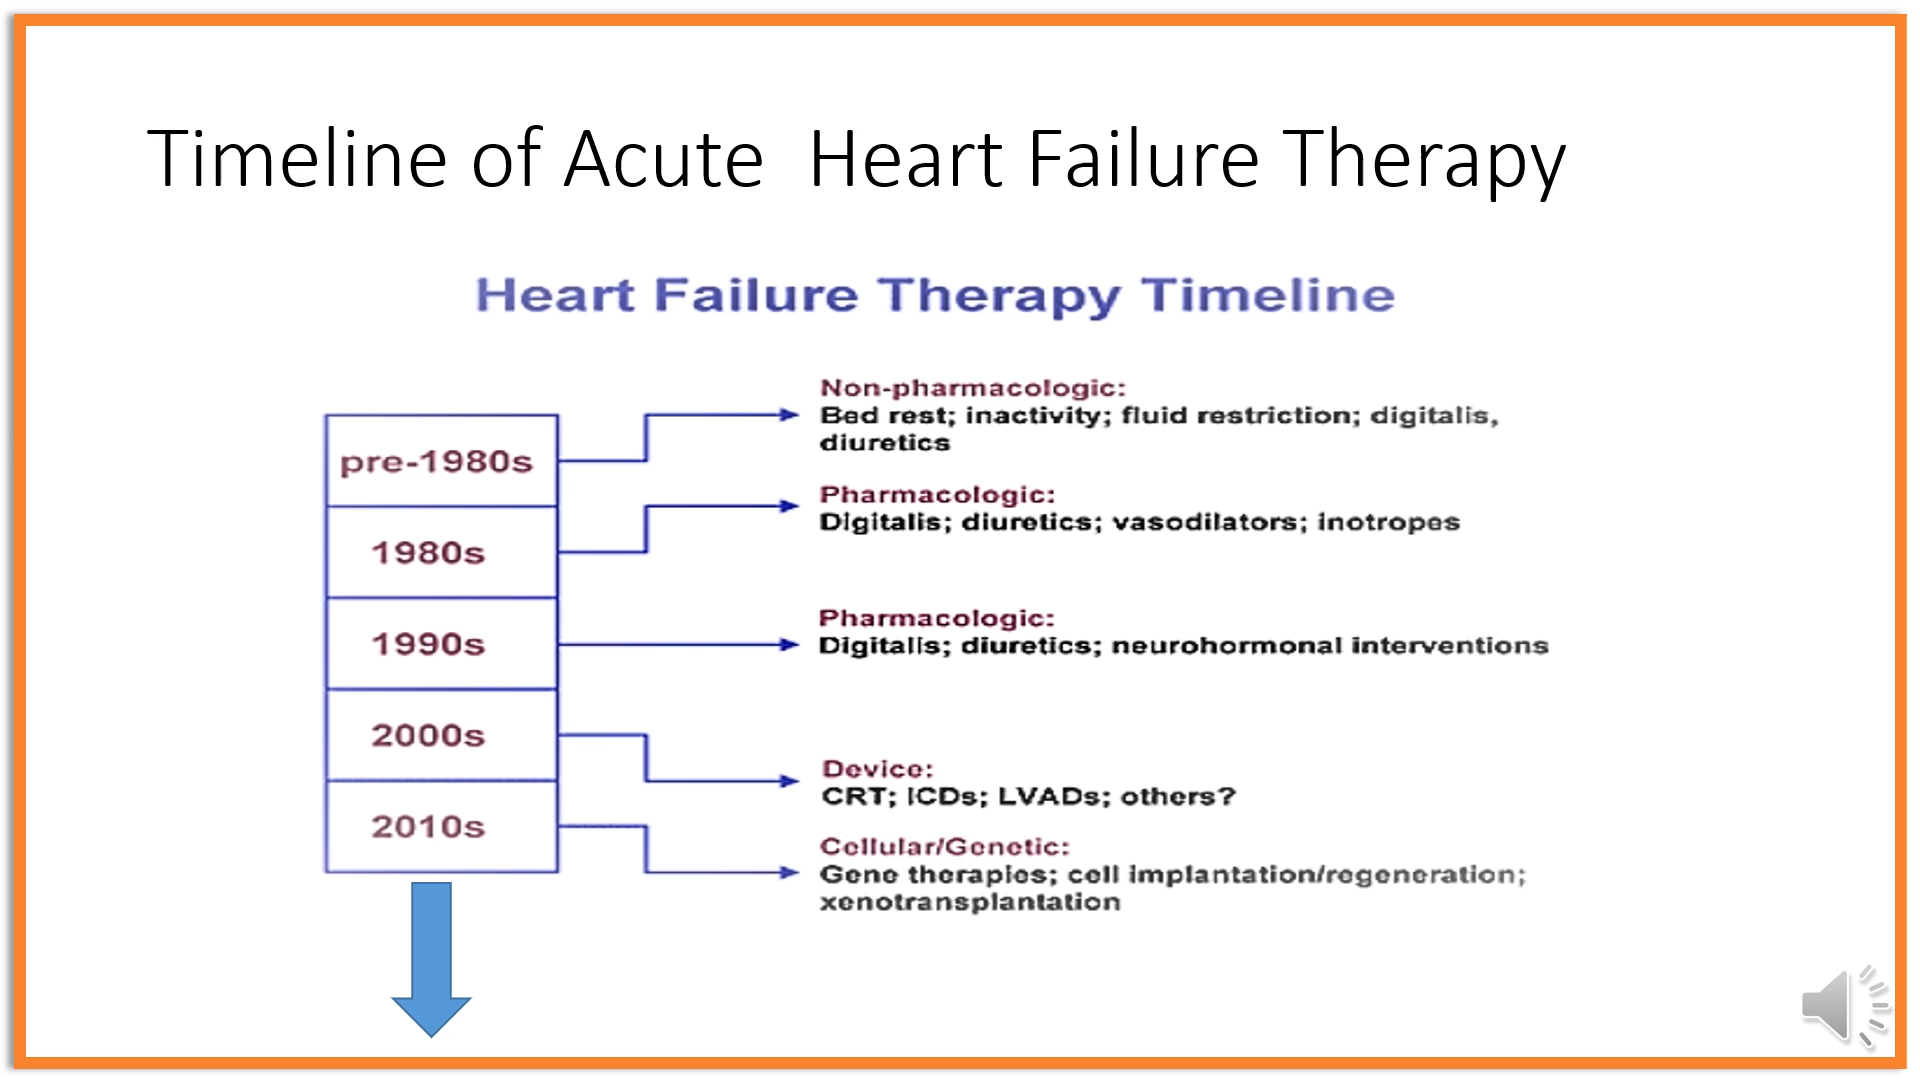 Timeline of Acute  Heart Failure Therapy
Heart Failure Therapy Timeline
pre-1980s
Non-pharmacologic:
Bed rest; inactivity; fluid restriction; digitalis,
diuretics
1980s
Pharmacologic:
Digitalis; diuretics; vasodilators; inotropes
1990s
Pharmacologic:
Digitalis; diuretics; neurohormonal interventions
2000s
Device:
CRT; ICDs; LVADs; others?
2010s
Cellular/Genetic:
Gene therapies; cell implantation/regeneration;
xenotransplantation